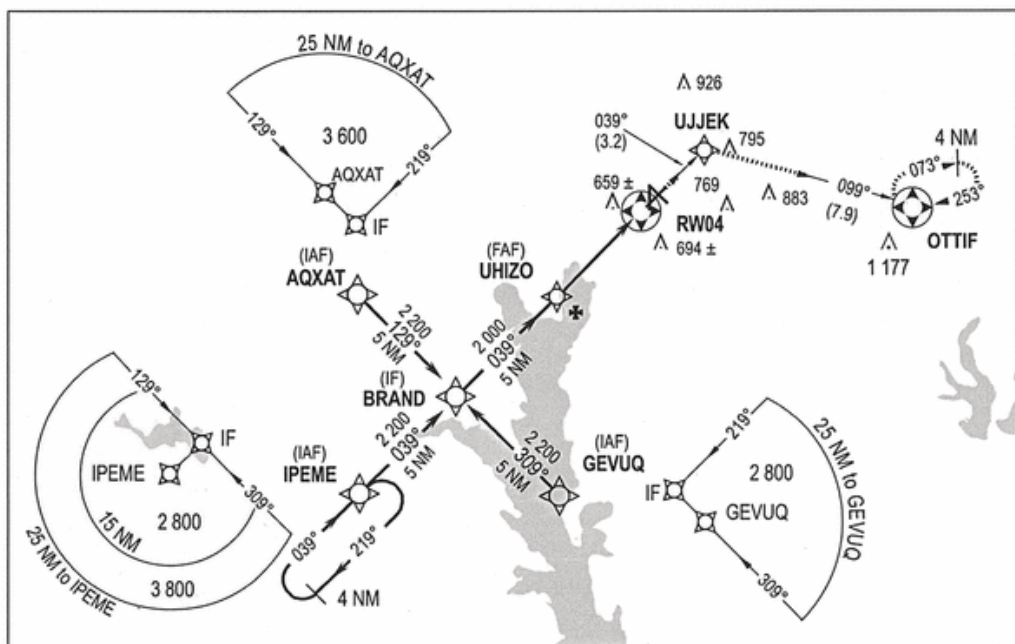 25 NM to AQXAT
129°
3 600
219°
AQXAT
IF
926
039°
(3.2)
UJJEK
795
4 NM
659 ±
769
883
073°
099°
(7.9)
253°
RW04
694 ±
OTTIF
1 177
(IAF)
AQXAT
2 200
129°
5 NM
(FAF)
UHIZO
2 000
039°
5 NM
(IF)
BRAND
129°
IF
IPEME
2 800
15 NM
309°
3 800
25 NM to IPEME
(IAF)
IPEME
2 200
039°
5 NM
039°
219°
4 NM
2 200
309°
5 NM
(IAF)
GEVUQ
219°
2 800
IF
GEVUQ
309°
25 NM to GEVUQ